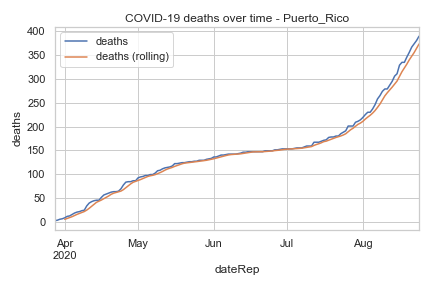 COVID-19 deaths over time - Puerto_Rico
deaths
deaths (rolling)
400
350
300
250
200
150
100
50
0
deaths
Apr
2020
May
Jun
Jul
Aug
dateRep